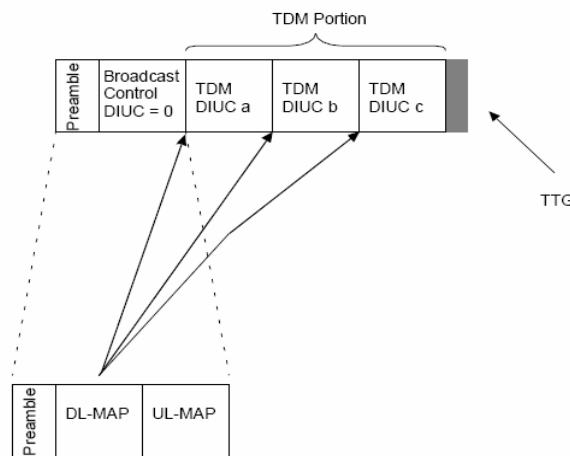 TDM Portion
Preamble
Broadcast
Control
DIUC = 0
TDM
DIUC a
TDM
DIUC b
TDM
DIUC c
TTG
Preamble
DL-MAP
UL-MAP